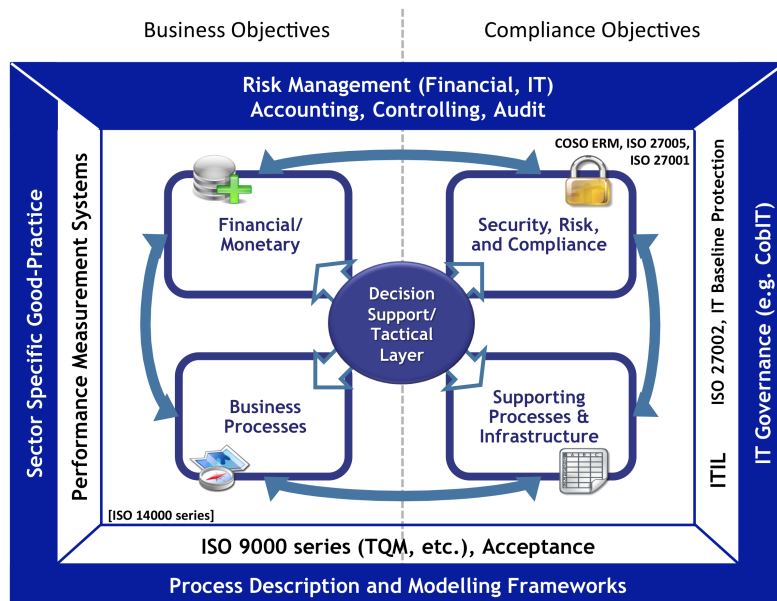 Business Objectives
Compliance Objectives
Risk Management (Financial, IT)
Accounting, Controlling, Audit
Sector Specific Good-Practice
Performance Measurement Systems
COSO ERM, ISO 27005,
ISO 27001
Financial/
Monetary
Security, Risk,
and Compliance
Decision
Support/
Tactical
Layer
Business
Processes
Supporting
Processes &
Infrastructure
ITIL
ISO 27002, IT Baseline Protection
IT Governance (e.g. CobIT)
[ISO 14000 series]
ISO 9000 series (TQM, etc.), Acceptance
Process Description and Modelling Frameworks